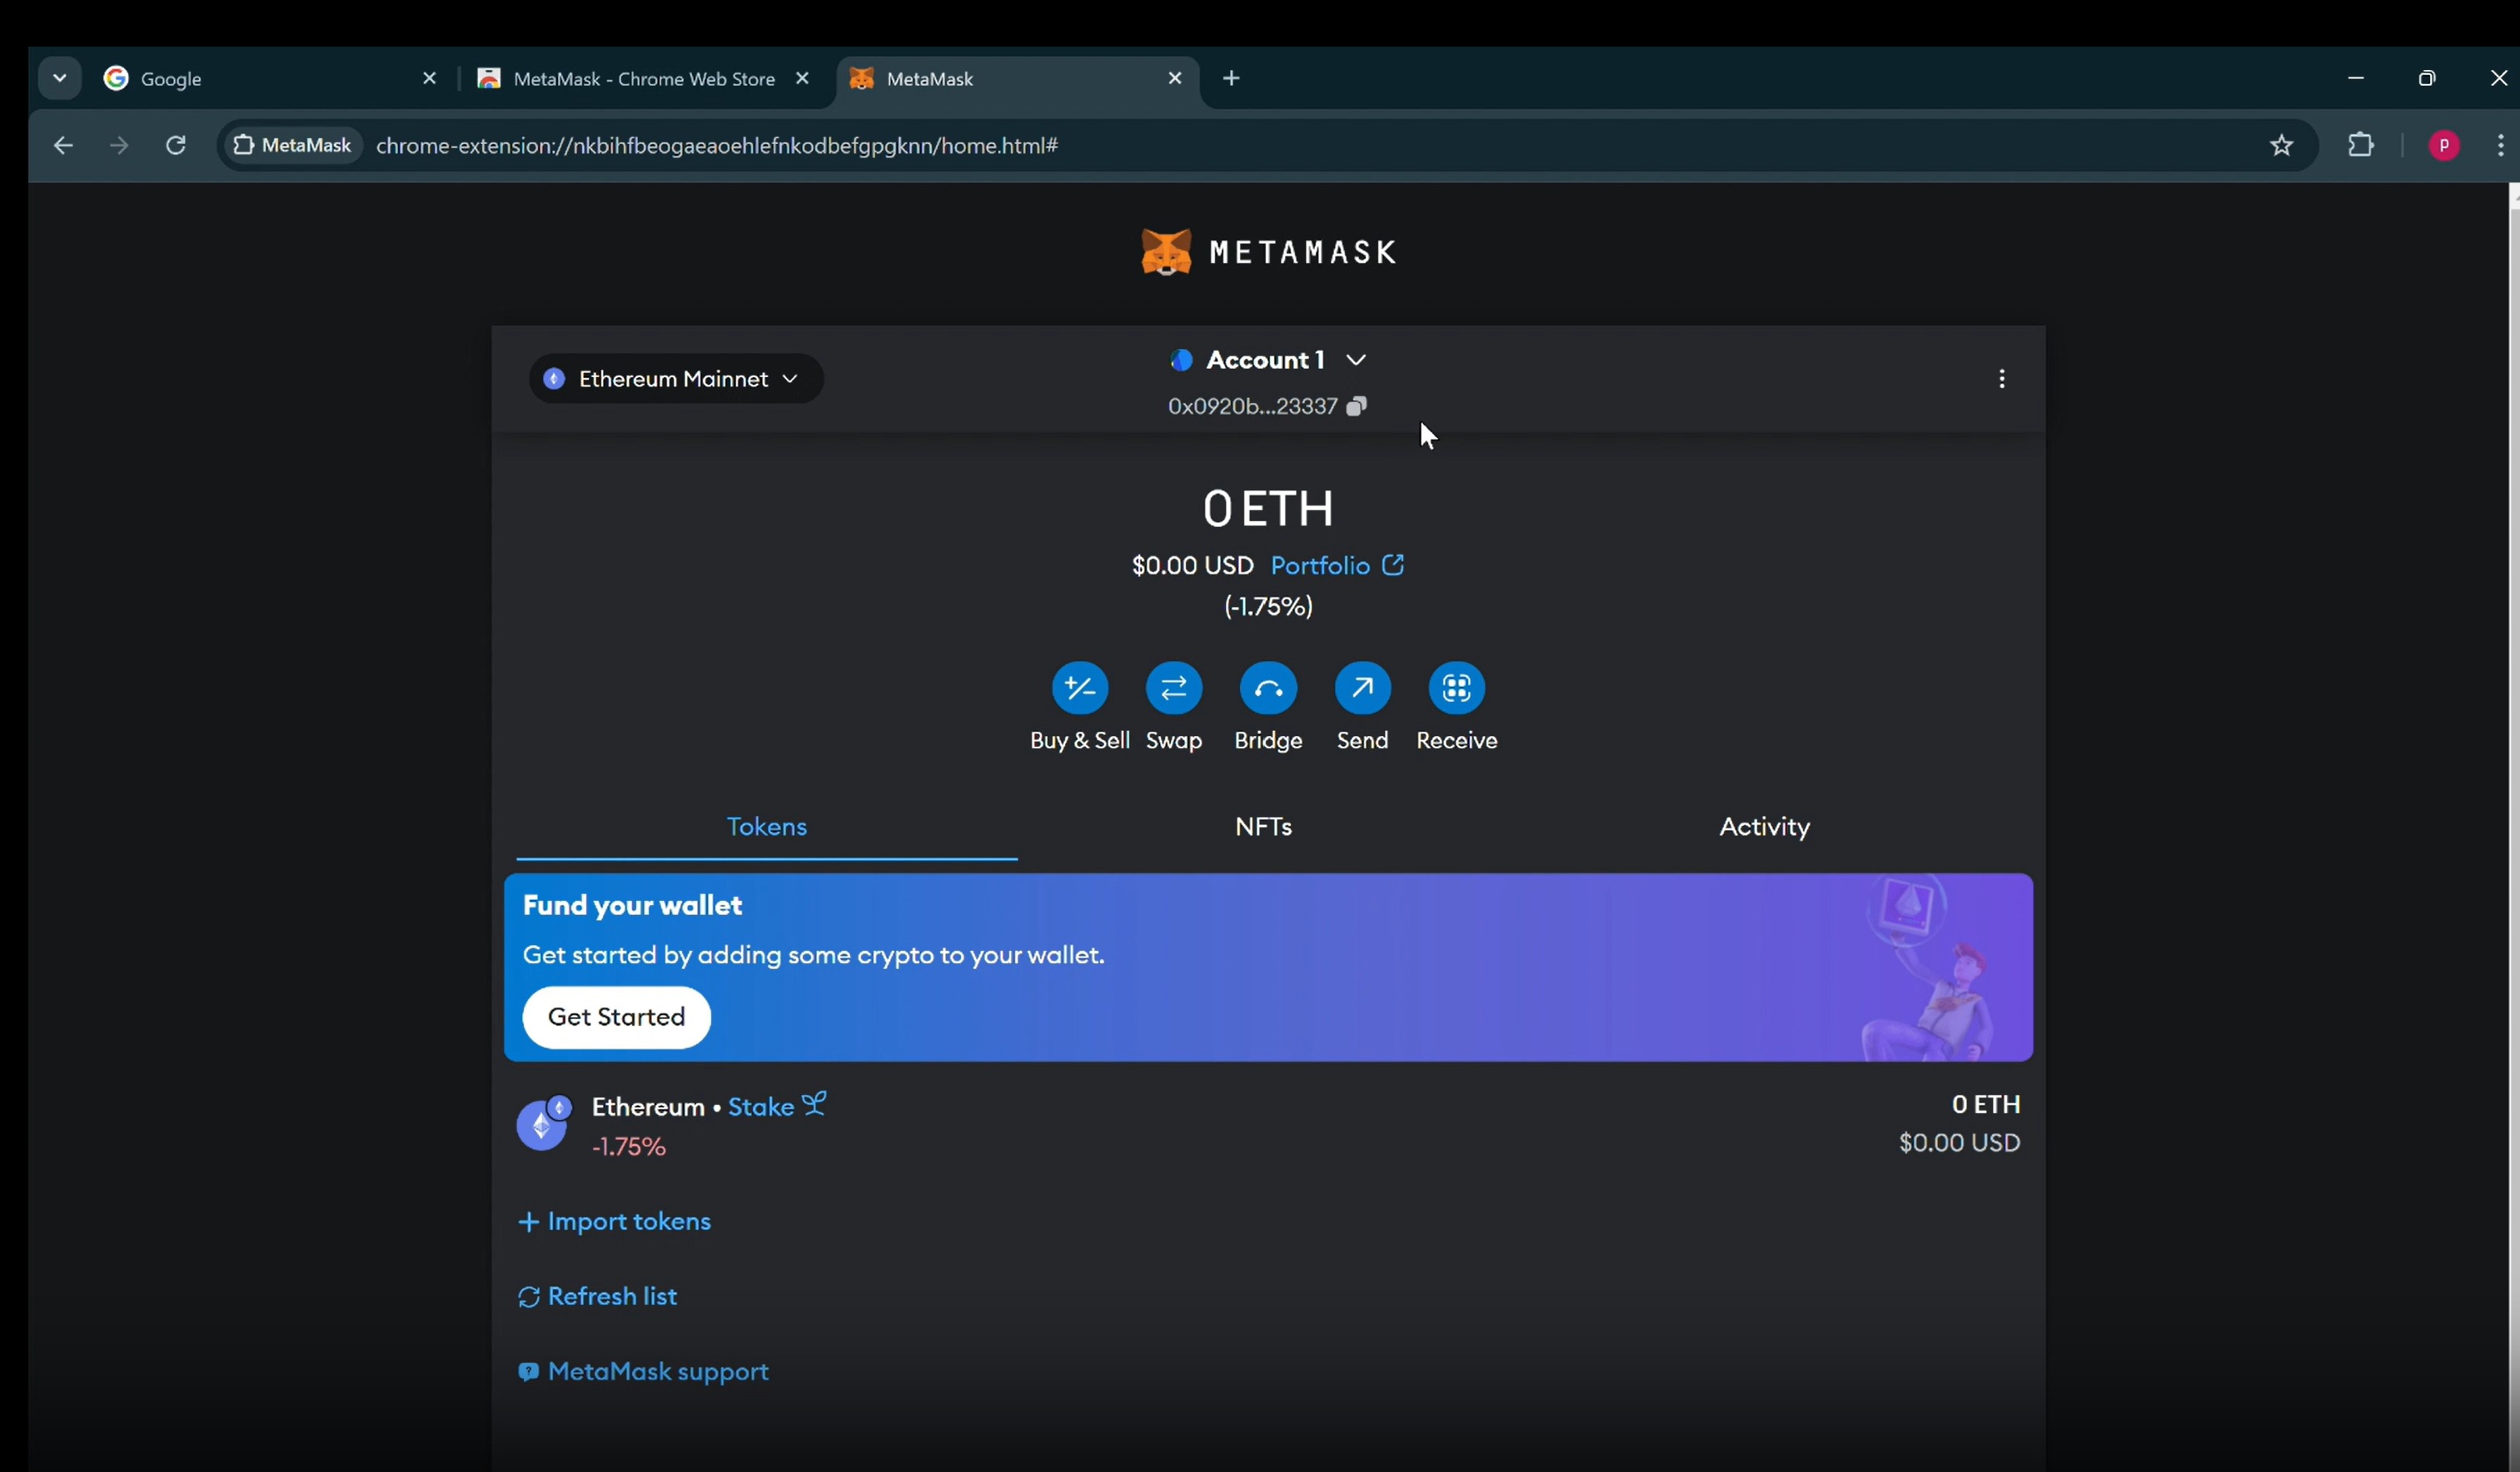 Google
MetaMask - Chrome Web Store
MetaMask
MetaMask chrome-extension://nkbihfbeogaeaoehlefnkodbefgpgknn/home.html#
P
METAMASK
Ethereum Mainnet
Account 1
0x0920b...23337
0 ETH
$0.00 USD Portfolio
(-1.75%)
Buy & Sell Swap Bridge Send Receive
Tokens NFTs Activity
Fund your wallet
Get started by adding some crypto to your wallet.
Get Started
Ethereum • Stake 0 ETH
-1.75% $0.00 USD
+ Import tokens
Refresh list
MetaMask support